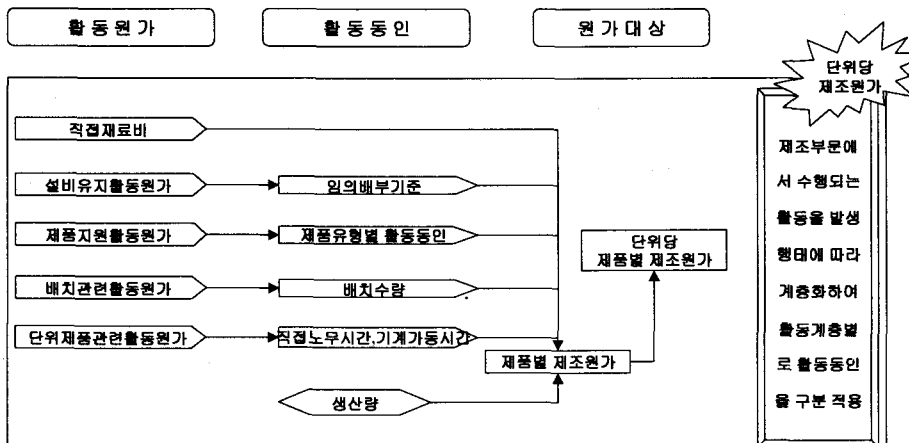 활동원가
활동동인
원가대상
단위당
제조원가
직접재료비
설비유지활동원가
임의배부기준
제품지원활동원가
제품유형별 활동동인
배치관련활동원가
배치수량
단위제품관련활동원가
직접노무시간,기계가동시간
단위당
제품별 제조원가
제품별 제조원가
생산량
제조부문에
서 수행되는
활동을 발생
행태에 따라
계층화하여
활동계층별
로 활동동인
을 구분 적용